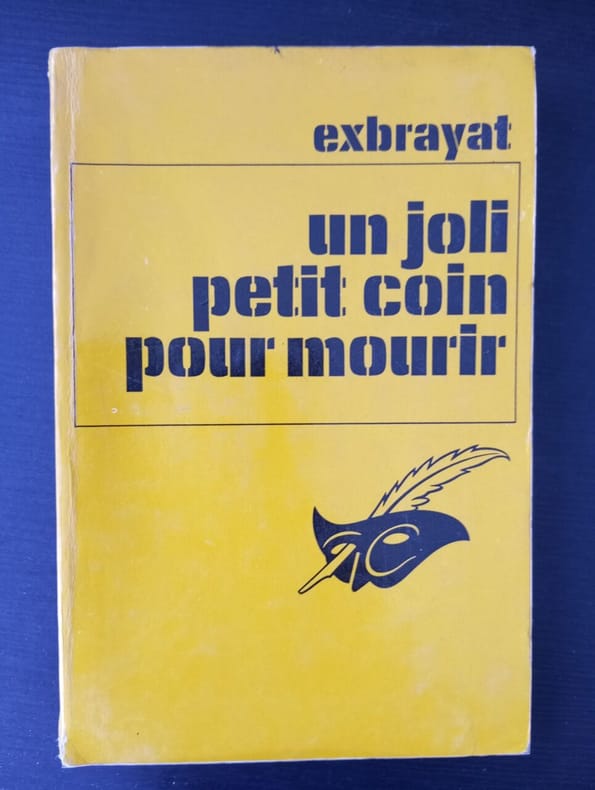 exbrayat
un joli
petit coin
pour mourir